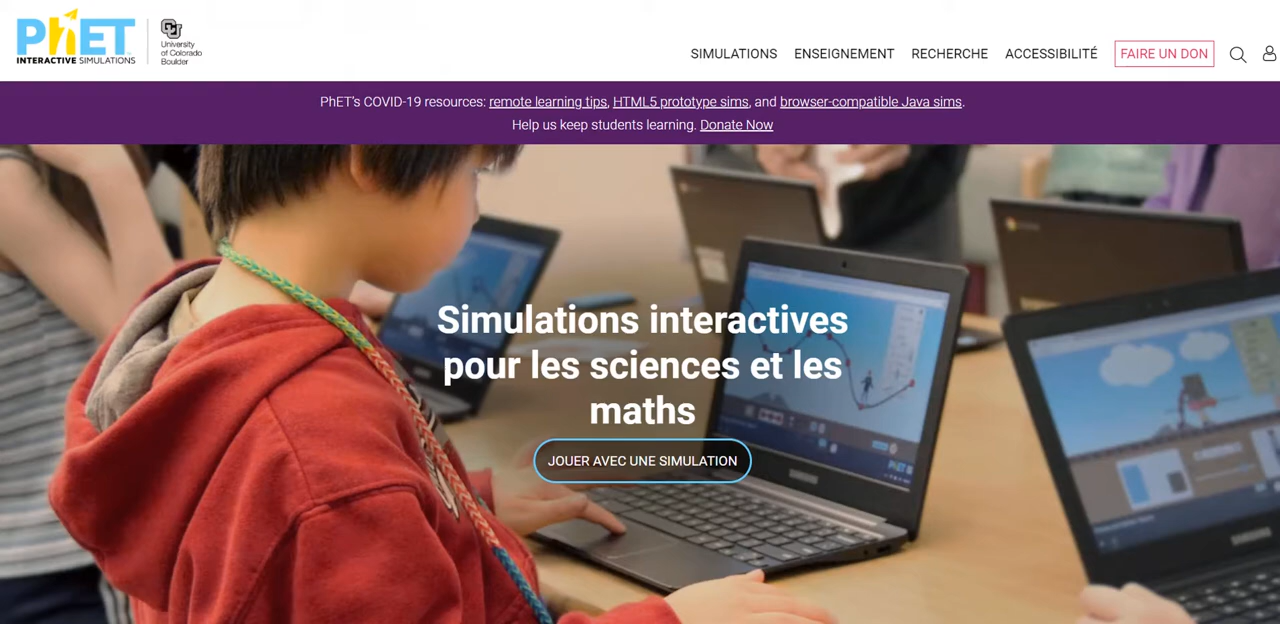 PhET
INTERACTIVE SIMULATIONS
CU
University
of Colorado
Boulder
SIMULATIONS ENSEIGNEMENT RECHERCHE ACCESSIBILITÉ FAIRE UN DON
PhET's COVID-19 resources: remote learning tips, HTML5 prototype sims, and browser-compatible Java sims.
Help us keep students learning. Donate Now
Simulations interactives
pour les sciences et les
maths
JOUER AVEC UNE SIMULATION
PhET